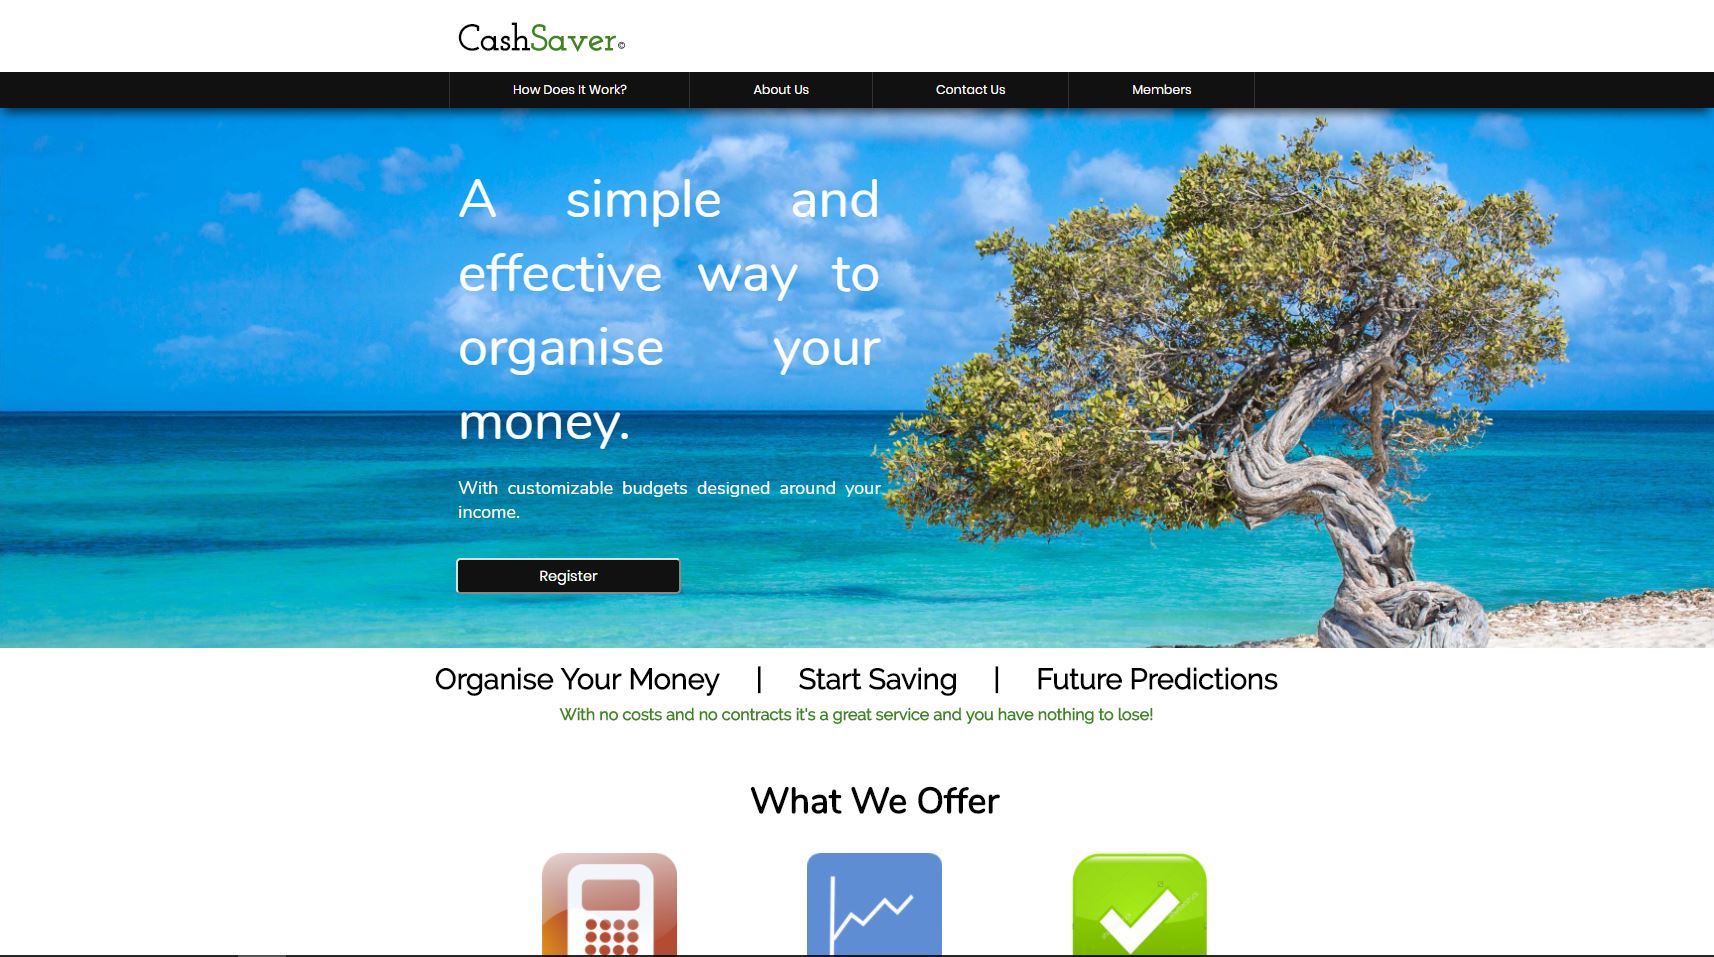 CashSaver©
How Does It Work?
About Us
Contact Us
Members
A simple and
effective way to
organise your
money.
With customizable budgets designed around your
income.
Register
Organise Your Money | Start Saving | Future Predictions
With no costs and no contracts it's a great service and you have nothing to lose!
What We Offer